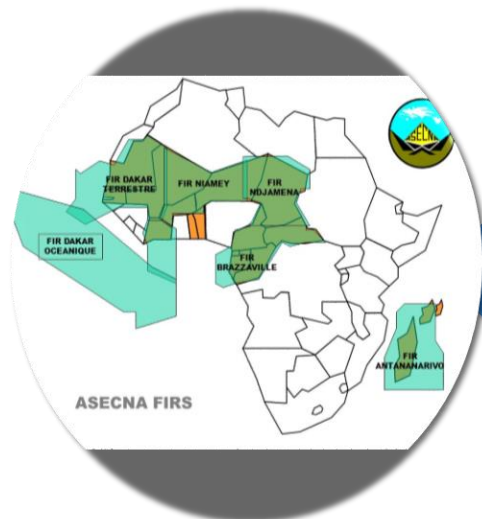 ASECNA
FIR DAKAR
TERRESTRE
FIR NIAMEY
FIR
NDJAMENA
FIR DAKAR
OCEANIQUE
FIR
BRAZZAVILLE
FIR
ANTANANARIVO
ASECNA FIRS